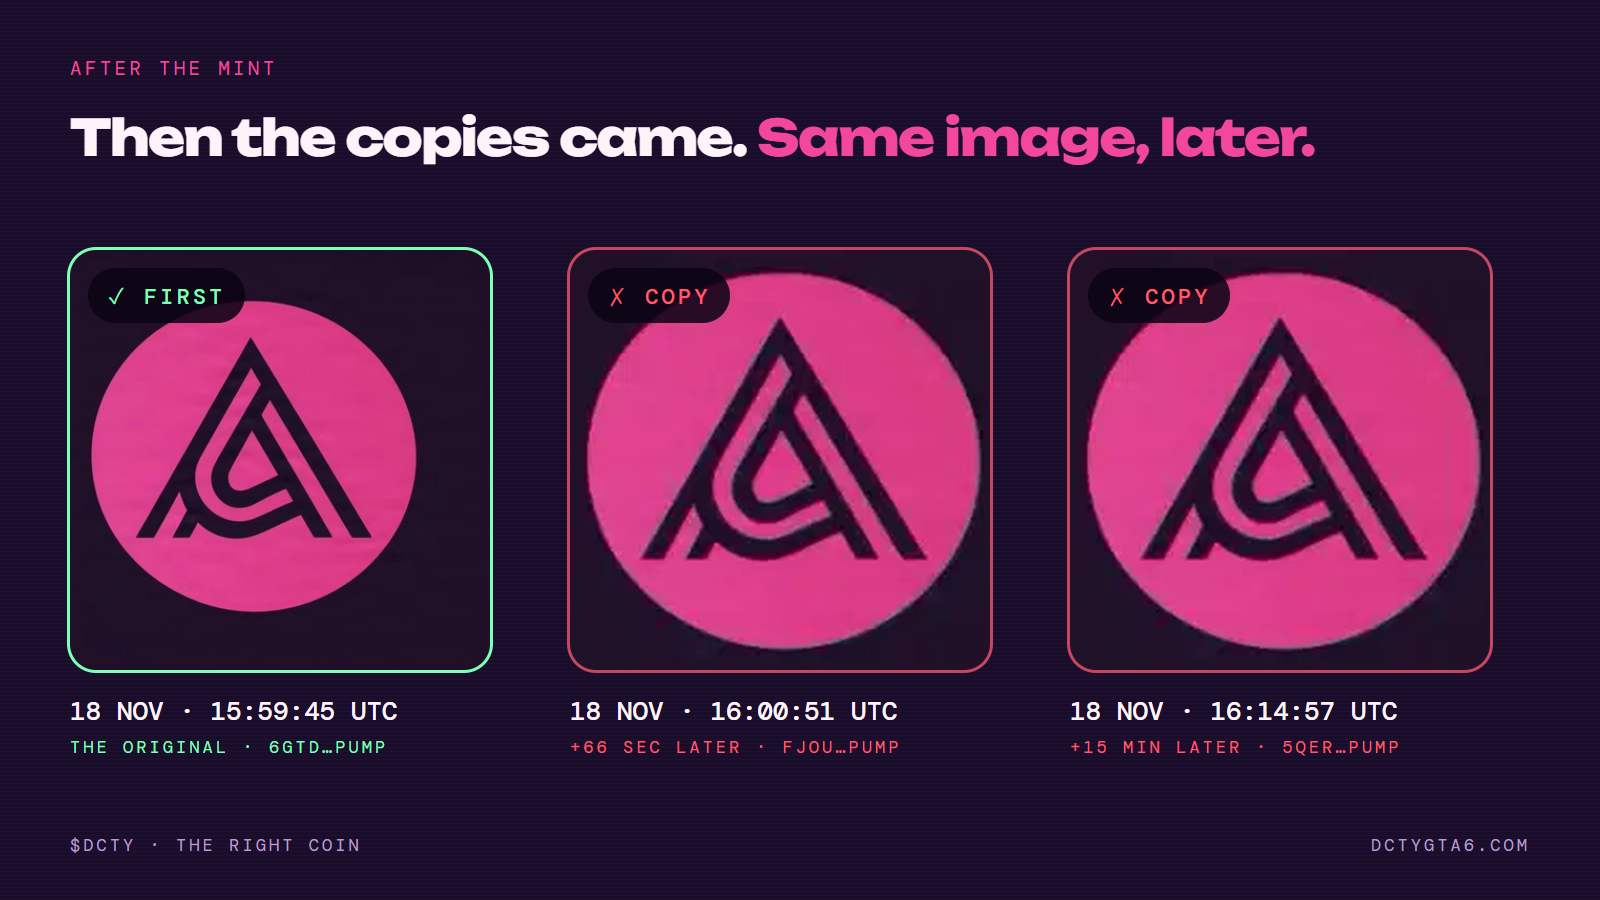 AFTER THE MINT
Then the copies came. Same image, later.
✓ FIRST
✗ COPY
✗ COPY
18 NOV · 15:59:45 UTC
THE ORIGINAL · 6GTD…PUMP
18 NOV · 16:00:51 UTC
+66 SEC LATER · FJOU…PUMP
18 NOV · 16:14:57 UTC
+15 MIN LATER · 5QER…PUMP
$DCTY · THE RIGHT COIN
DCTYGTA6.COM